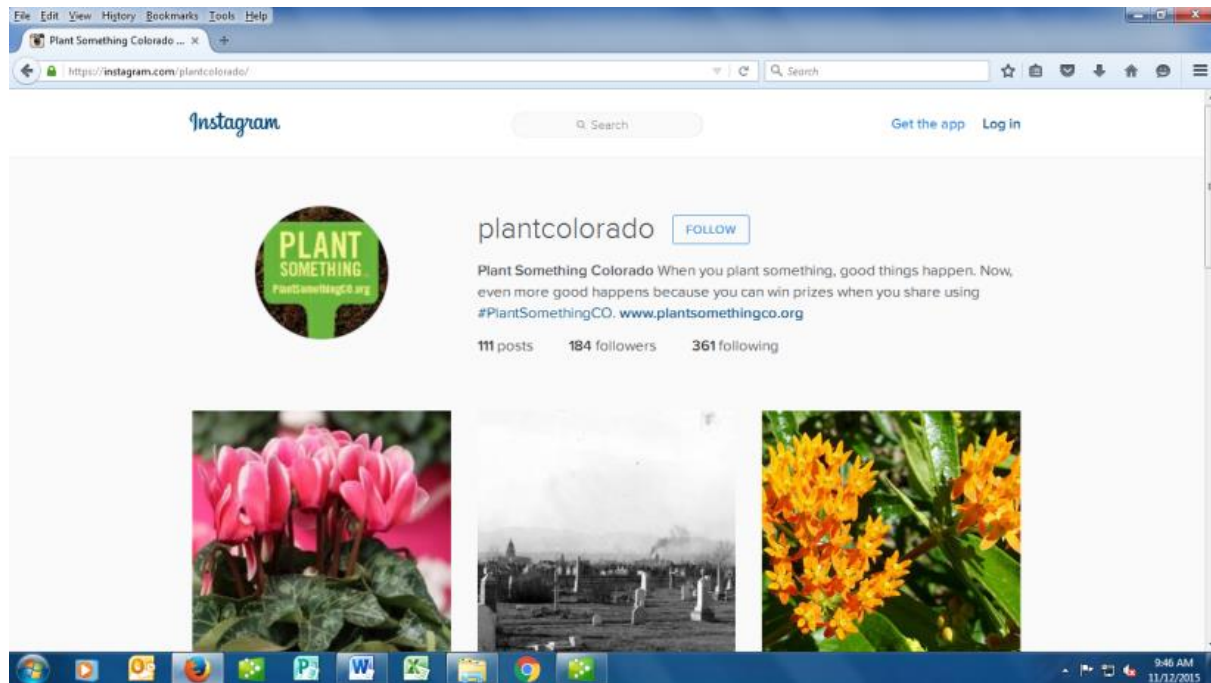 File Edit View History Bookmarks Tools Help
Plant Something Colorado ... × +
https://instagram.com/plantcolorado/
Search
Instagram
Search
Get the app Log in
PLANT
SOMETHING
PlantSomethingCO.org
plantcolorado FOLLOW
Plant Something Colorado When you plant something, good things happen. Now,
even more good happens because you can win prizes when you share using
#PlantSomethingCO. www.plantsomethingco.org
111 posts 184 followers 361 following
9:46 AM
11/12/2015